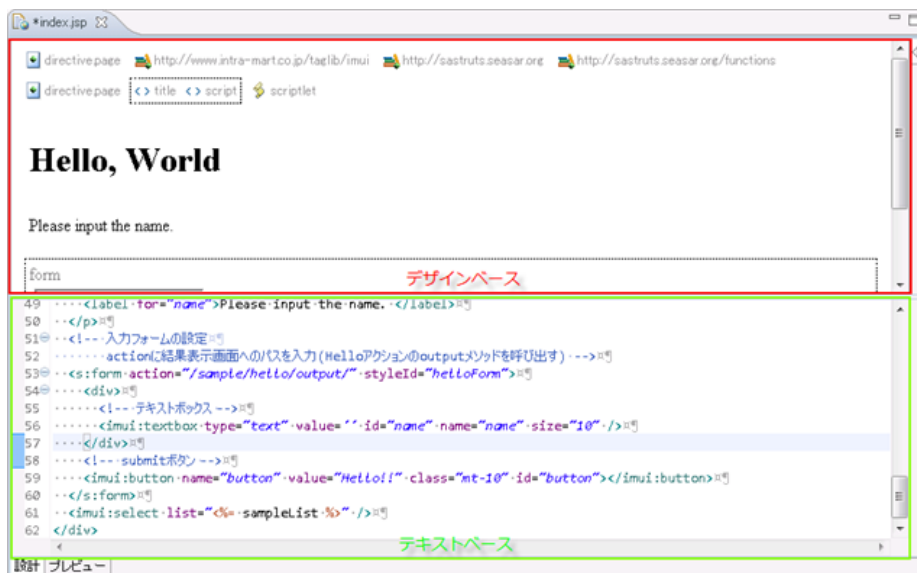 *index.jsp
directive.page http://www.intra-mart.co.jp/taglib/imui http://sastruts.seasar.org http://sastruts.seasar.org/functions
directive.page <> title <> script scriptlet
Hello, World
Please input the name.
form
デザインベース
49 ····<label·for="name">Please·input·the·name.·</label>¤¶
50 ··</p>¤¶
51 ··<!--·入力フォームの設定¤¶
52 ·······actionに結果表示画面へのパスを入力(Helloアクションのoutputメソッドを呼び出す)·-->¤¶
53 ··<s:form·action="/sample/hello/output/"·styleId="helloForm">¤¶
54 ····<div>¤¶
55 ······<!--·テキストボックス·-->¤¶
56 ······<imui:textbox·type="text"·value=''·id="name"·name="name"·size="10"·/>¤¶
57 ····</div>¤¶
58 ····<!--·submitボタン·-->¤¶
59 ····<imui:button·name="button"·value="Hello!!"·class="mt-10"·id="button"></imui:button>¤¶
60 ··</s:form>¤¶
61 ··<imui:select·list="<%=·sampleList·%>"·/>¤¶
62 </div>
テキストベース
設計 プレビュー